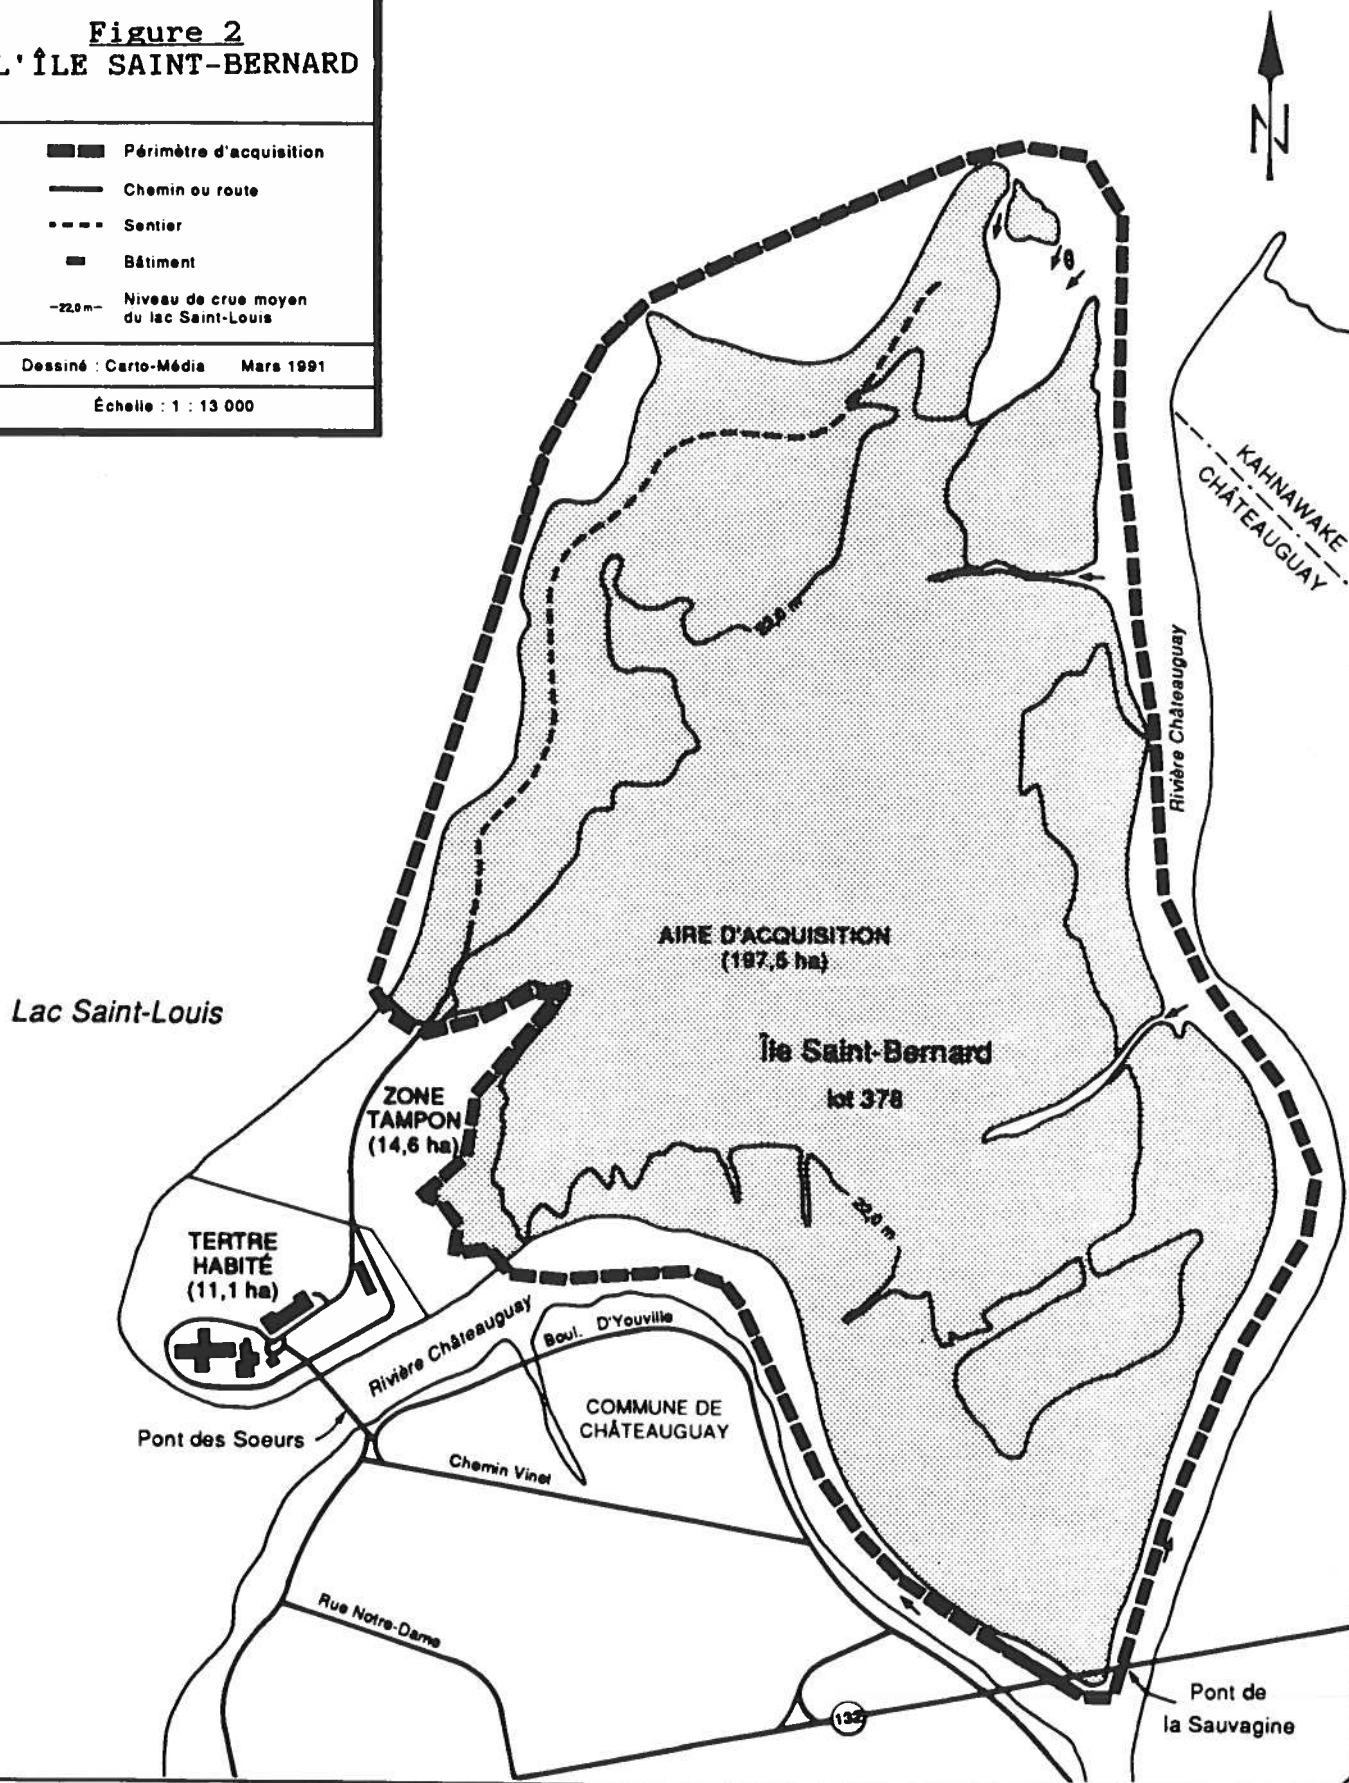 Figure 2
L'ÎLE SAINT-BERNARD
Périmètre d'acquisition
Chemin ou route
Sentier
Bâtiment
-22,0 m-
Niveau de crue moyen
du lac Saint-Louis
Dessiné : Carto-Média Mars 1991
Échelle : 1 : 13 000
N
KAHNAWAKE
CHÂTEAUGUAY
22,0 m
Rivière Châteauguay
AIRE D'ACQUISITION
(197,5 ha)
Lac Saint-Louis
Île Saint-Bernard
lot 378
ZONE
TAMPON
(14,6 ha)
22,0 m
TERTRE
HABITÉ
(11,1 ha)
Rivière Châteauguay
Boul. D'Youville
COMMUNE DE
CHÂTEAUGUAY
Pont des Soeurs
Chemin Vinet
Rue Notre-Dame
132
Pont de
la Sauvagine